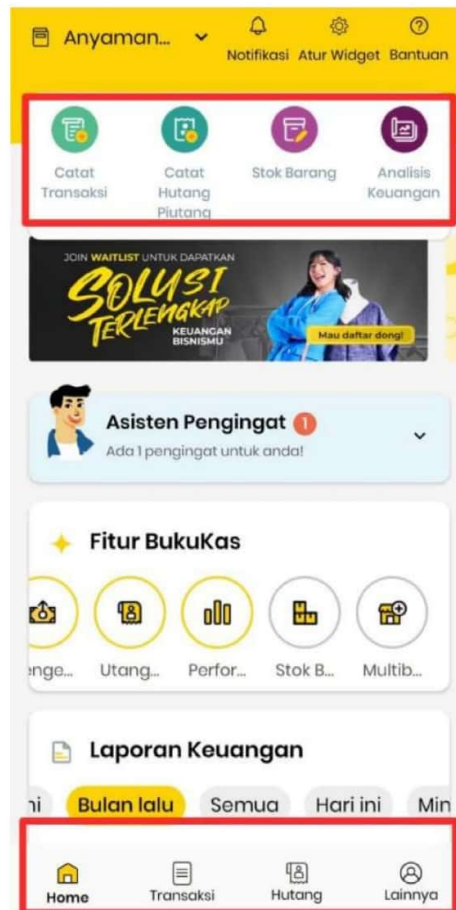 Anyaman...
Notifikasi Atur Widget Bantuan
Catat Transaksi
Catat Hutang Piutang
Stok Barang
Analisis Keuangan
JOIN WAITLIST UNTUK DAPATKAN
SOLUSI
TERLENGKAP
KEUANGAN
BISNISMU
Mau daftar dong!
Asisten Pengingat 1
Ada 1 pengingat untuk anda!
Fitur BukuKas
enge... Utang... Perfor... Stok B... Multib...
Laporan Keuangan
ni Bulan lalu Semua Hari ini Min
Home Transaksi Hutang Lainnya